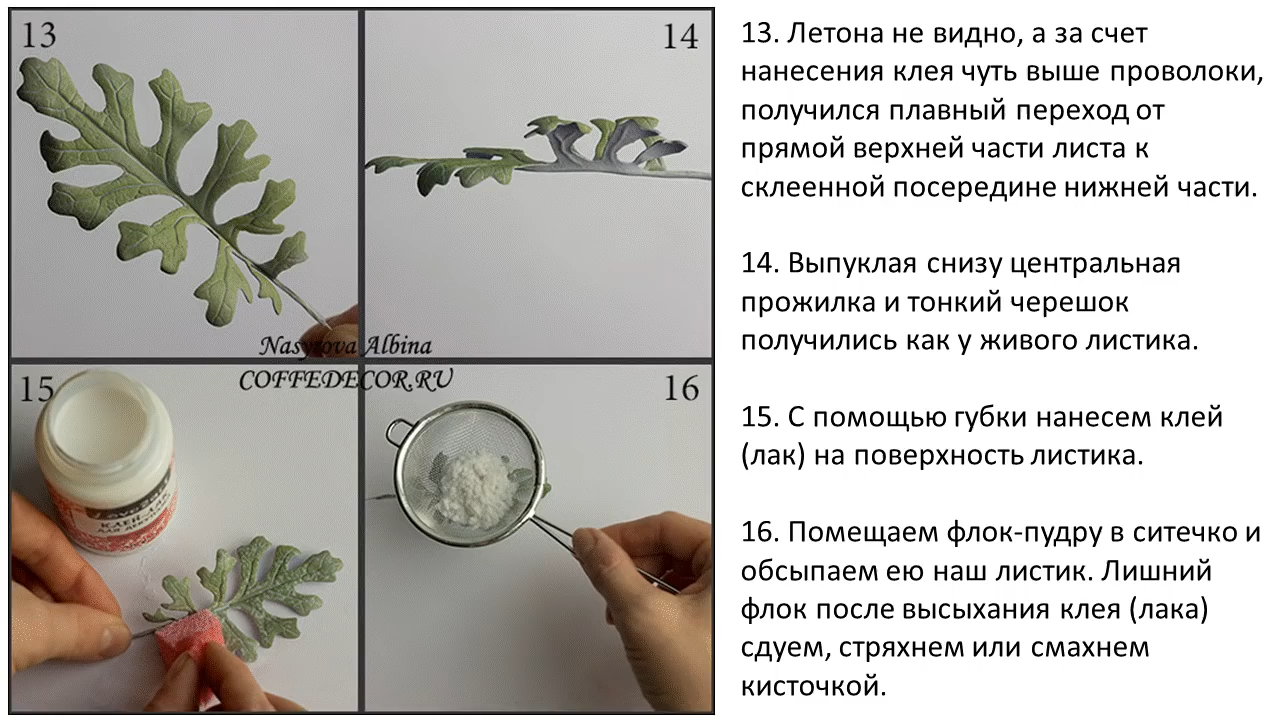 13
14
Nasyrova Albina
COFFEDECOR.RU
15
КЛЕЙ-ЛАК
16
13. Летона не видно, а за счет
нанесения клея чуть выше проволоки,
получился плавный переход от
прямой верхней части листа к
склеенной посередине нижней части.
14. Выпуклая снизу центральная
прожилка и тонкий черешок
получились как у живого листика.
15. С помощью губки нанесем клей
(лак) на поверхность листика.
16. Помещаем флок-пудру в ситечко и
обсыпаем ею наш листик. Лишний
флок после высыхания клея (лака)
сдуем, стряхнем или смахнем
кисточкой.